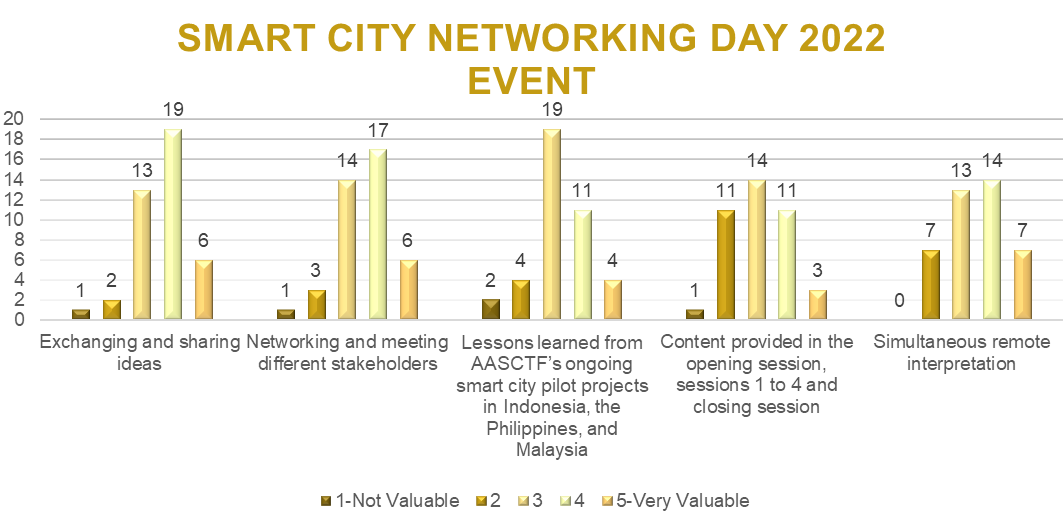 SMART CITY NETWORKING DAY 2022
EVENT
20
18
16
14
12
10
8
6
4
2
0
1
2
13
19
6
1
3
14
17
6
2
4
19
11
4
1
11
14
11
3
0
7
13
14
7
Exchanging and sharing
ideas
Networking and meeting
different stakeholders
Lessons learned from
AASCTF's ongoing
smart city pilot projects
in Indonesia, the
Philippines, and
Malaysia
Content provided in the
opening session,
sessions 1 to 4 and
closing session
Simultaneous remote
interpretation
1-Not Valuable
2
3
4
5-Very Valuable